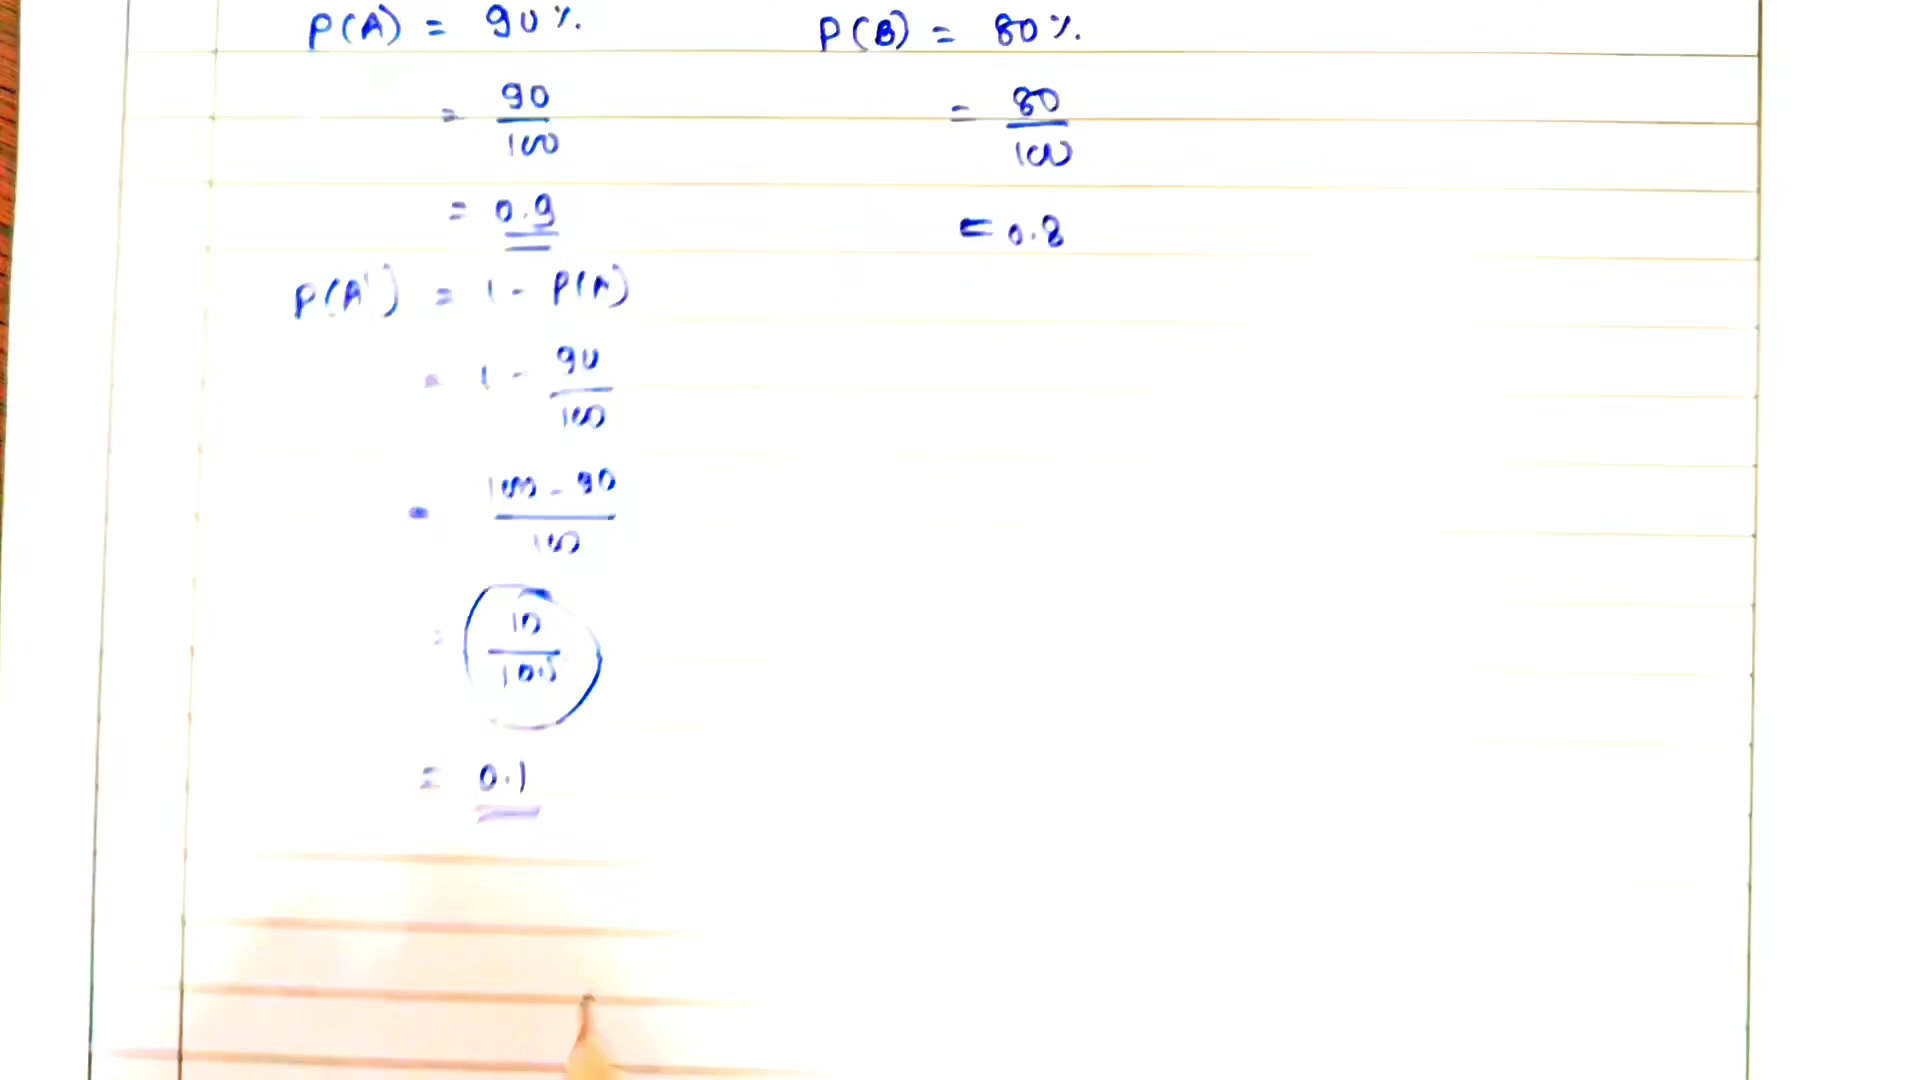 P(A) = 90%. P(B) = 80%.
= 90/100 = 80/100
= 0.9 = 0.8
P(A') = 1 - P(A)
= 1 - 90/100
= 100 - 90/100
= 10/100
= 0.1